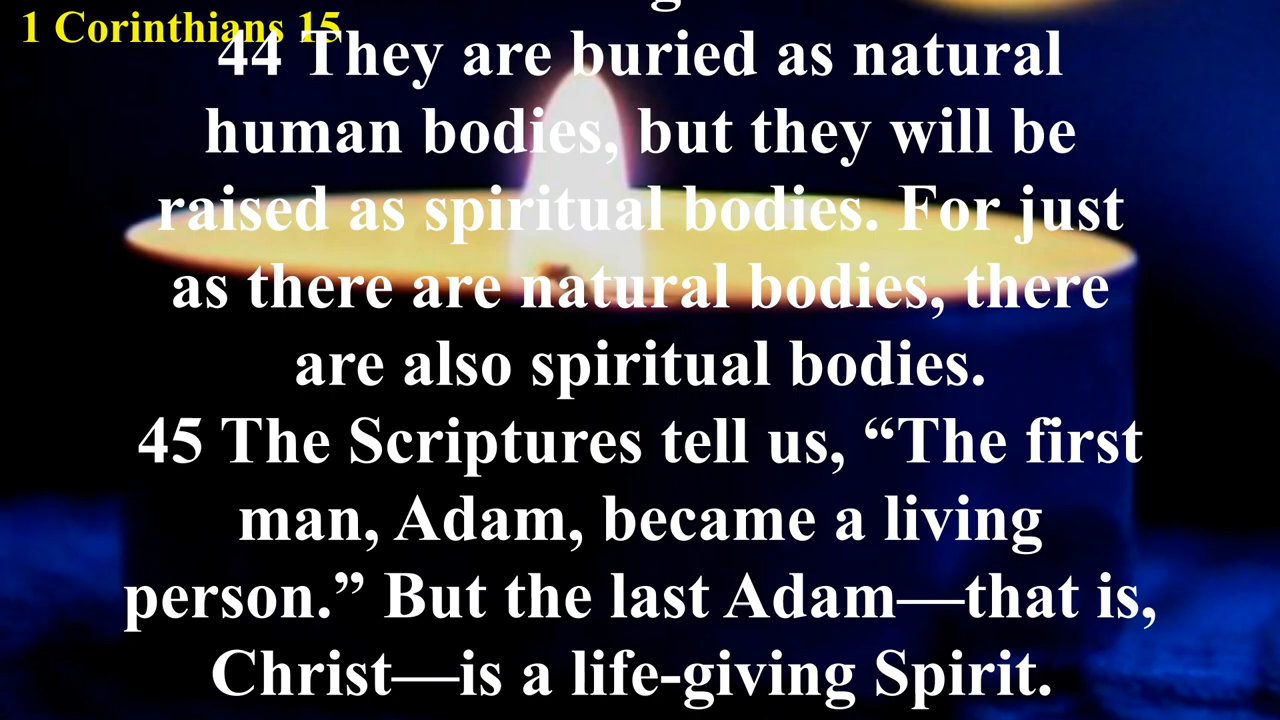 1 Corinthians 15
44 They are buried as natural
human bodies, but they will be
raised as spiritual bodies. For just
as there are natural bodies, there
are also spiritual bodies.
45 The Scriptures tell us, “The first
man, Adam, became a living
person.” But the last Adam—that is,
Christ—is a life-giving Spirit.